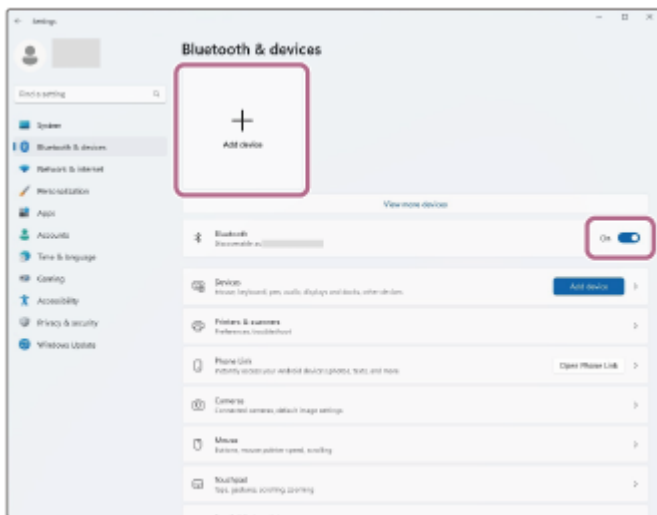 Settings
Bluetooth & devices
Find a setting
Add device
System
Bluetooth & devices
Network & internet
Personalization
Apps
Accounts
Time & language
Gaming
Accessibility
Privacy & security
Windows Update
View more devices
Bluetooth
Discoverable as
On
Devices
Mouse, keyboard, pen, audio, displays and docks, other devices
Add device
Printers & scanners
Preferences, troubleshoot
Phone Link
Instantly access your Android device's photos, texts, and more
Open Phone Link
Cameras
Connected cameras, default image settings
Mouse
Buttons, mouse pointer speed, scrolling
Touchpad
Taps, gestures, scrolling, zooming